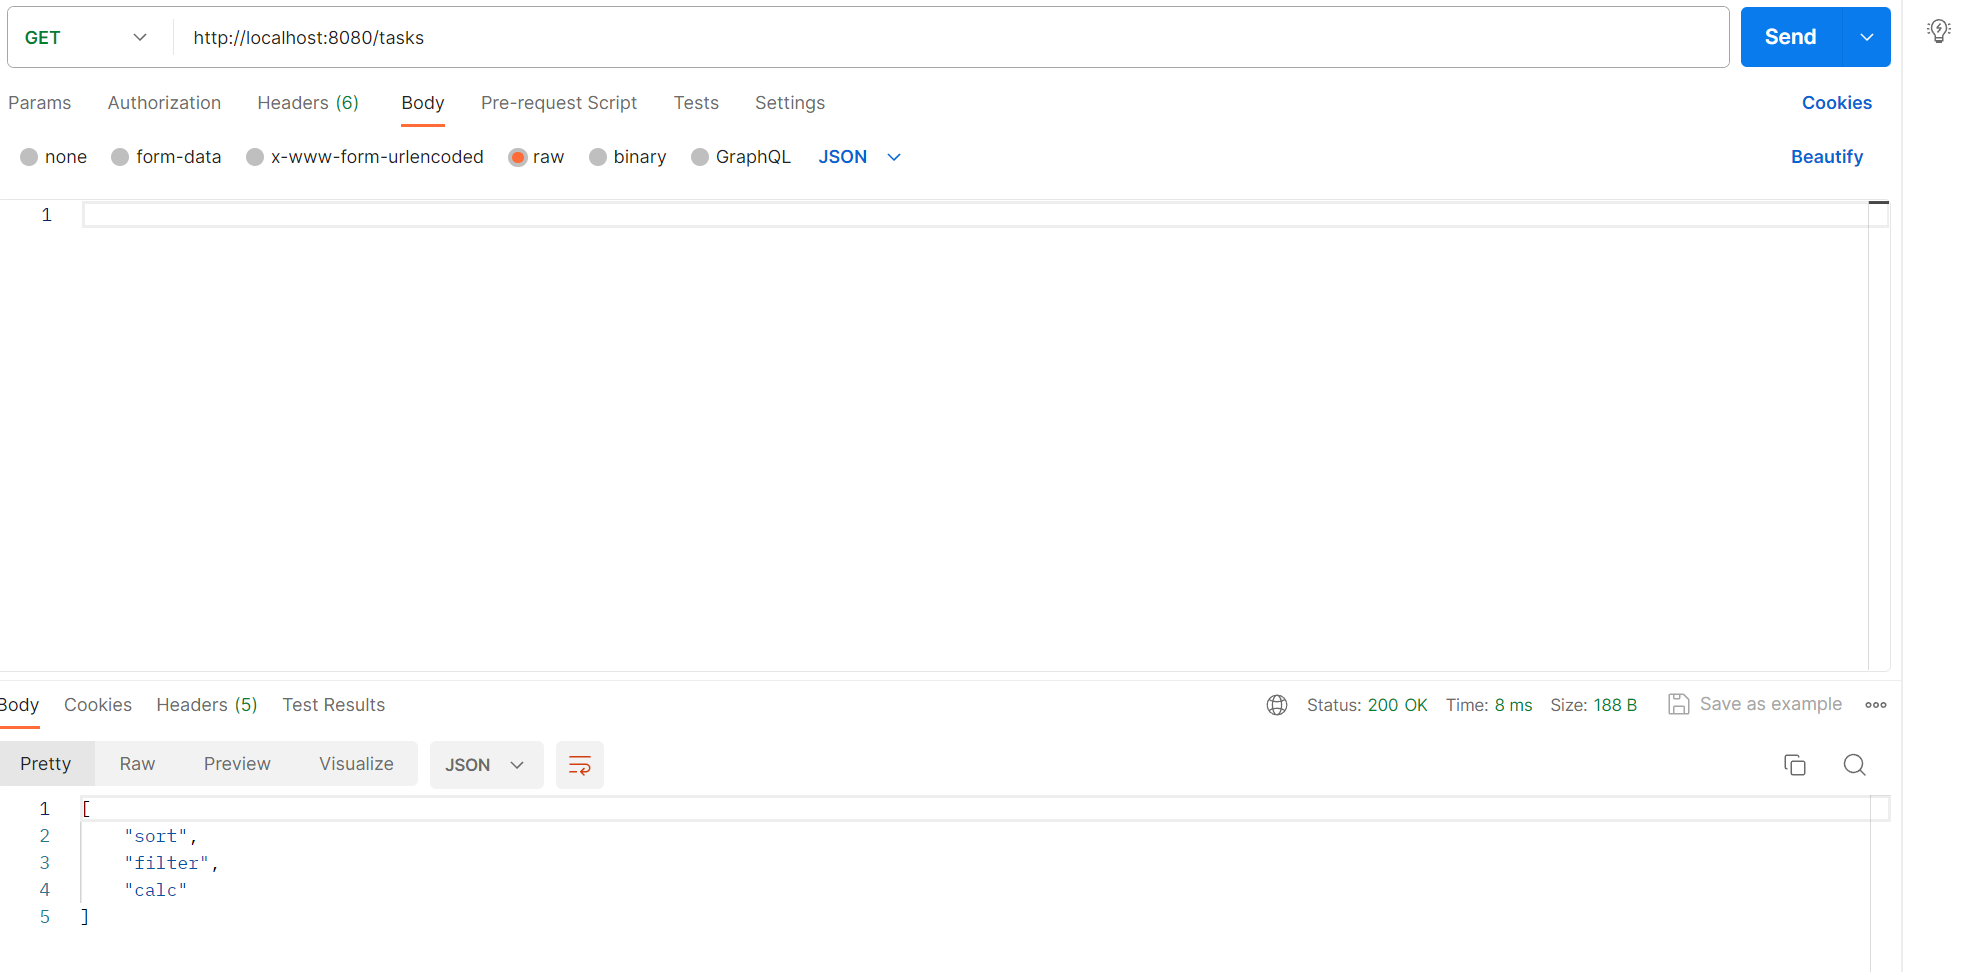 GET http://localhost:8080/tasks Send
Params Authorization Headers (6) Body Pre-request Script Tests Settings Cookies
none form-data x-www-form-urlencoded raw binary GraphQL JSON Beautify
1
Body Cookies Headers (5) Test Results Status: 200 OK Time: 8 ms Size: 188 B Save as example
Pretty Raw Preview Visualize JSON
1 [
2 "sort",
3 "filter",
4 "calc"
5 ]